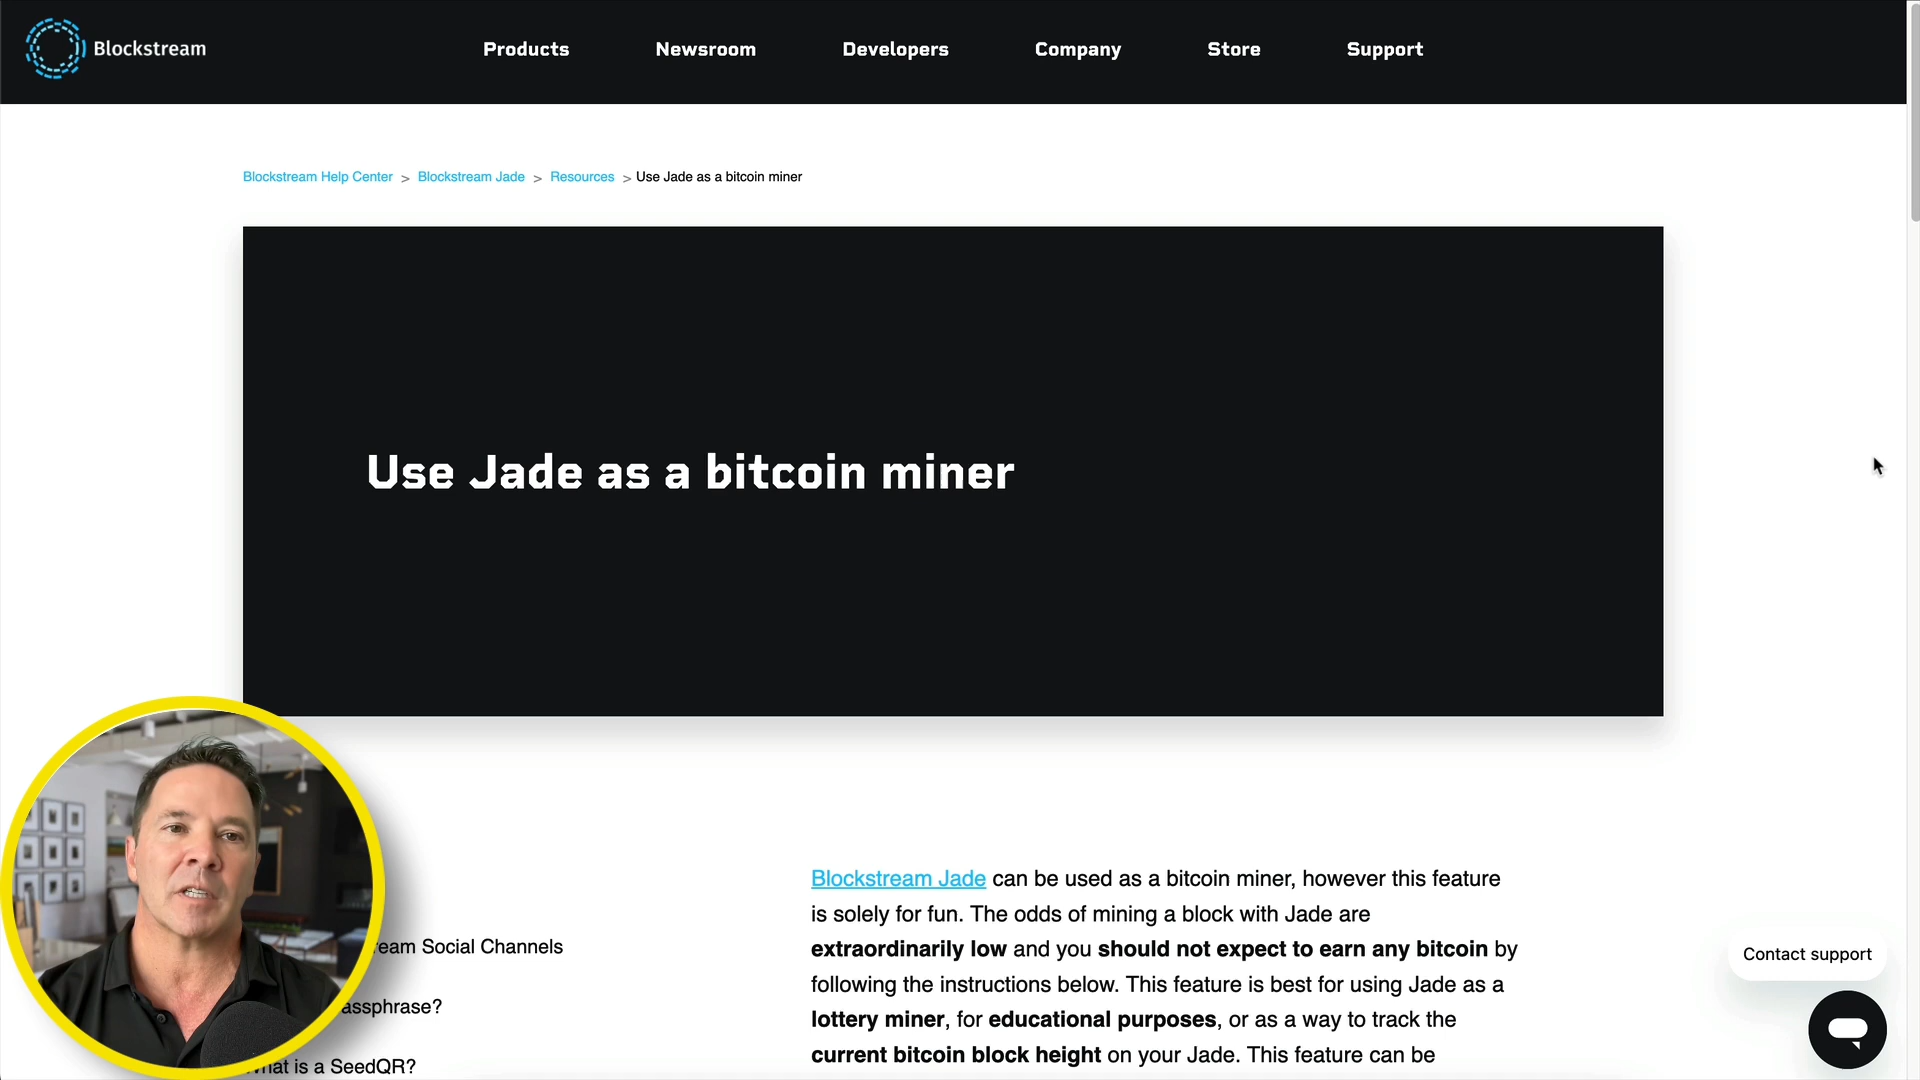 Blockstream
Products
Newsroom
Developers
Company
Store
Support
Blockstream Help Center > Blockstream Jade > Resources > Use Jade as a bitcoin miner
Use Jade as a bitcoin miner
Social Channels
What is a SeedQR?
Blockstream Jade can be used as a bitcoin miner, however this feature
is solely for fun. The odds of mining a block with Jade are
extraordinarily low and you should not expect to earn any bitcoin by
following the instructions below. This feature is best for using Jade as a
lottery miner, for educational purposes, or as a way to track the
current bitcoin block height on your Jade. This feature can be
Contact support